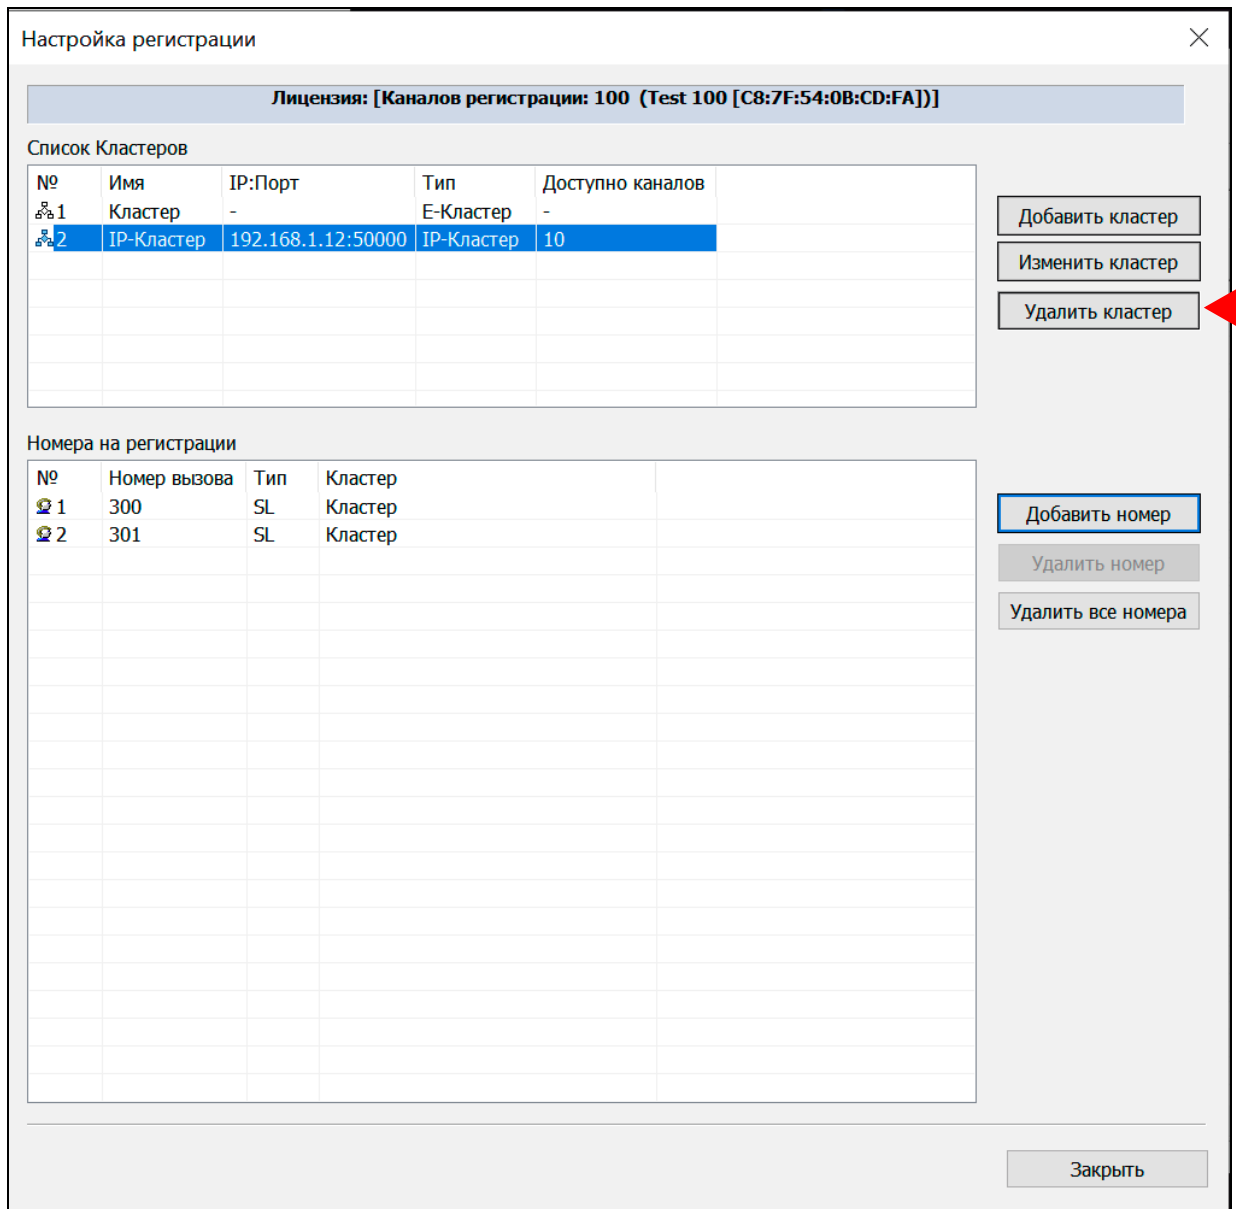 Настройка регистрации
Лицензия: [Каналов регистрации: 100 (Test 100 [C8:7F:54:0B:CD:FA])]
Список Кластеров
№ Имя IP:Порт Тип Доступно каналов
1 Кластер - E-Кластер -
2 IP-Кластер 192.168.1.12:50000 IP-Кластер 10
Добавить кластер
Изменить кластер
Удалить кластер
Номера на регистрации
№ Номер вызова Тип Кластер
1 300 SL Кластер
2 301 SL Кластер
Добавить номер
Удалить номер
Удалить все номера
Закрыть